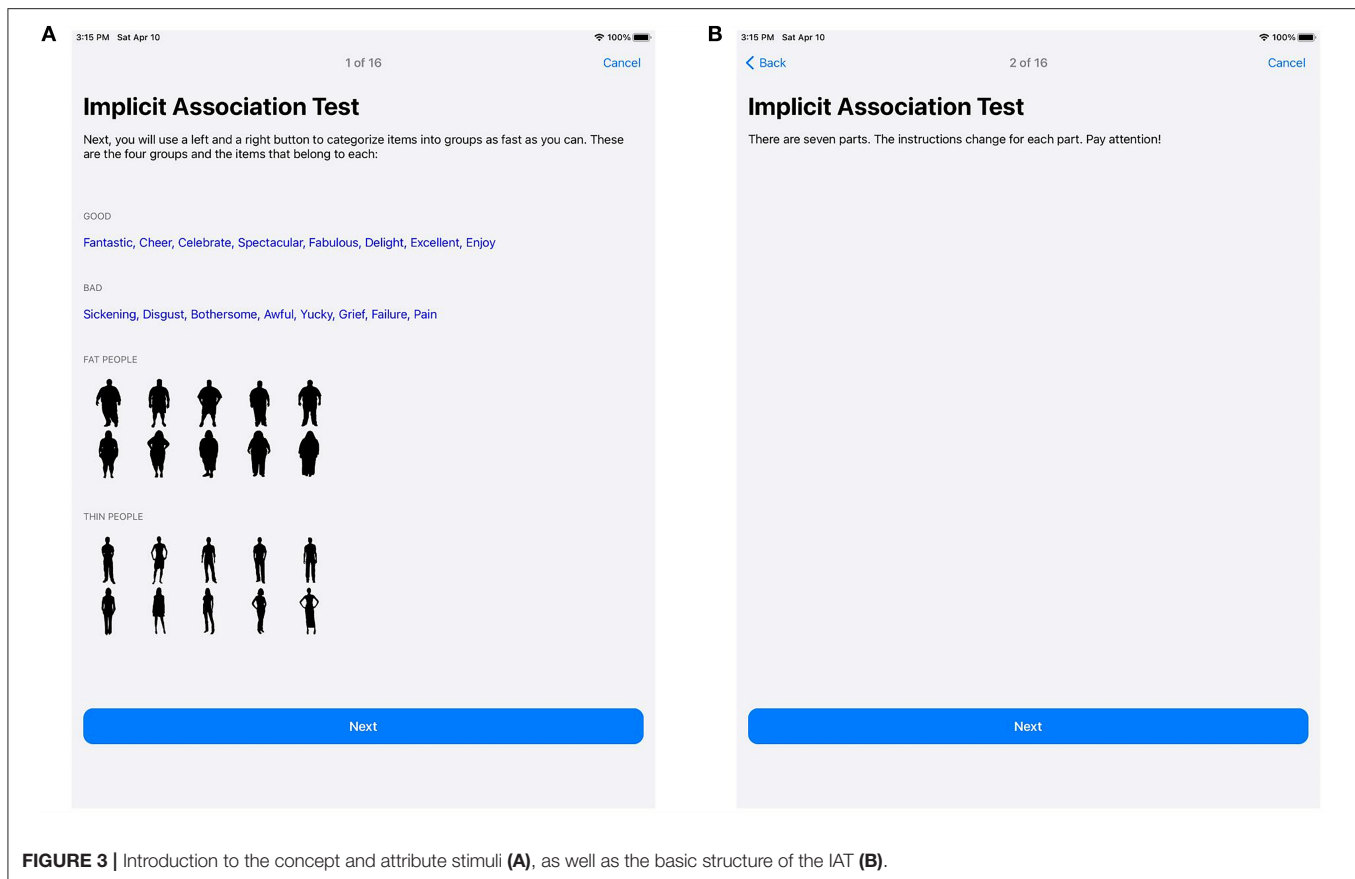 A
3:15 PM Sat Apr 10
100%
1 of 16
Cancel
Implicit Association Test
Next, you will use a left and a right button to categorize items into groups as fast as you can. These
are the four groups and the items that belong to each:
GOOD
Fantastic, Cheer, Celebrate, Spectacular, Fabulous, Delight, Excellent, Enjoy
BAD
Sickening, Disgust, Bothersome, Awful, Yucky, Grief, Failure, Pain
FAT PEOPLE
THIN PEOPLE
Next
B
3:15 PM Sat Apr 10
100%
Back
2 of 16
Cancel
Implicit Association Test
There are seven parts. The instructions change for each part. Pay attention!
Next
FIGURE 3 | Introduction to the concept and attribute stimuli (A), as well as the basic structure of the IAT (B).